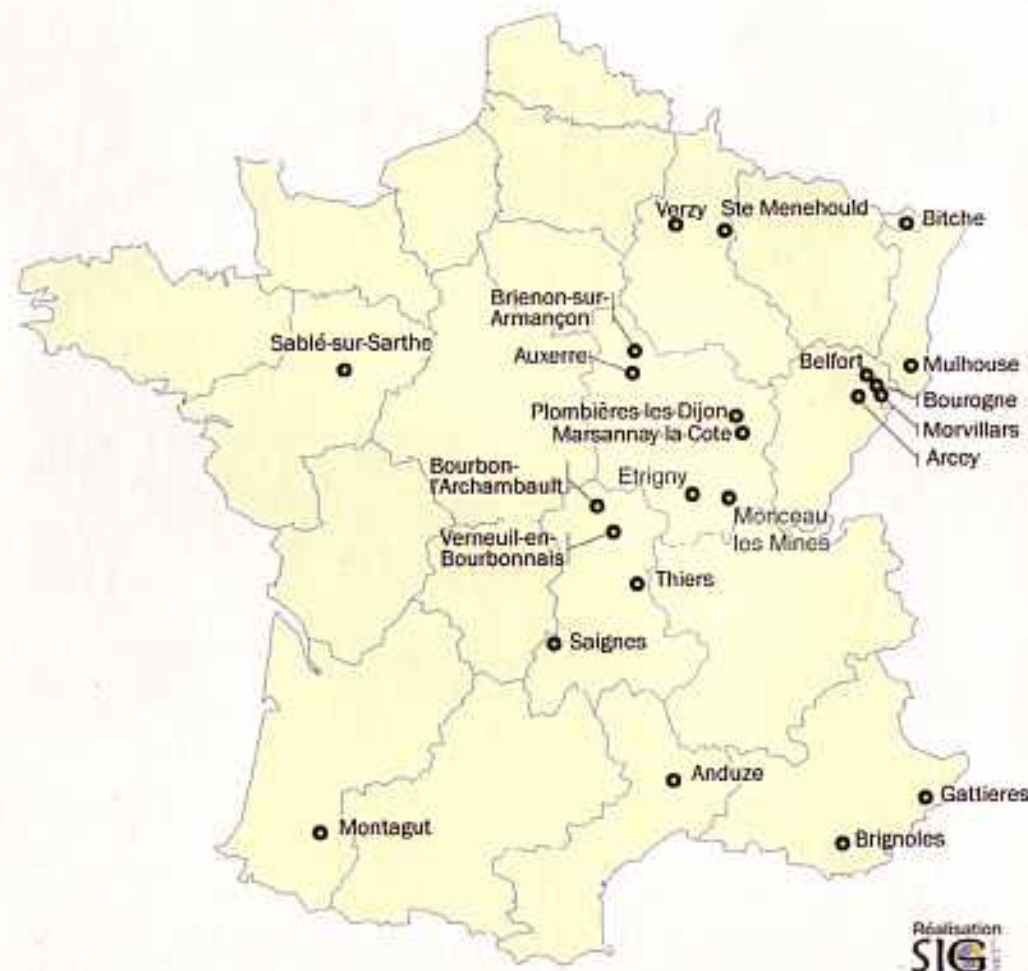 Verzy
Ste Menehould
Bitche
Brienon-sur-
Armançon
Sablé-sur-Sarthe
Auxerre
Belfort
Mulhouse
Bourogne
Plombières-les-Dijon
Marsannay-la-Cote
Morvillars
Arcey
Bourbon-
l'Archambault
Etrigny
Monceau
les Mines
Verneuil-en-
Bourbonnais
Thiers
Saignes
Anduze
Gattieres
Montagut
Brignoles
Réalisation
SIG